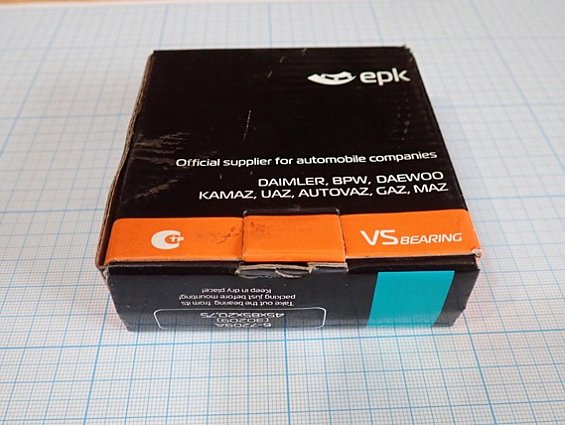 epk
Official supplier for automobile companies
DAIMLER, BPW, DAEWOO
KAMAZ, UAZ, AUTOVAZ, GAZ, MAZ
VS BEARING
Take out the bearing from its
packing just before mounting!
Keep in dry place!
6-7209A
(30209)
45x85x20.75